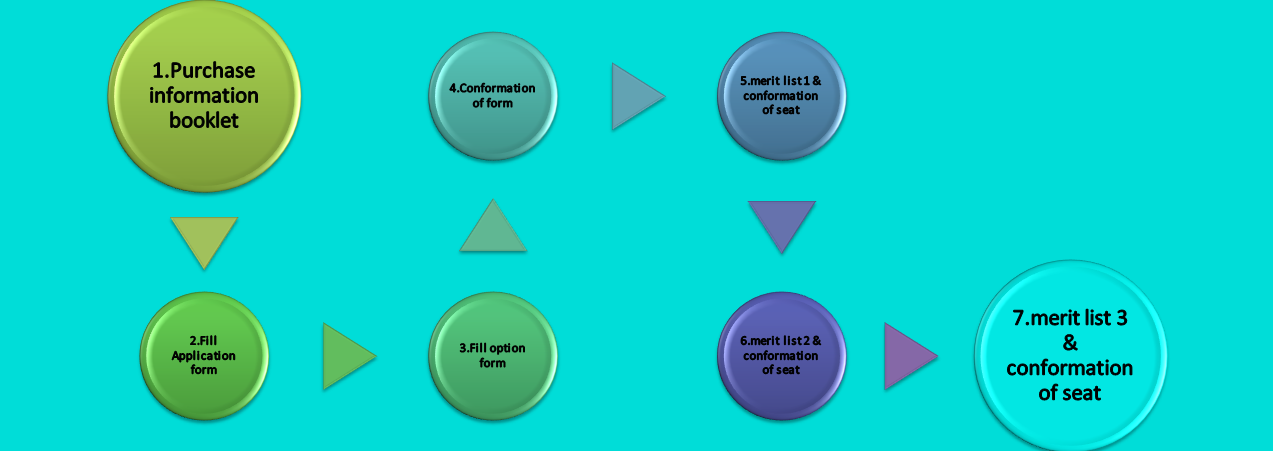 1.Purchase
information
booklet
2.Fill
Application
form
3.Fill option
form
4.Conformation
of form
5.merit list 1 &
conformation
of seat
6.merit list 2 &
conformation
of seat
7.merit list 3
&
conformation
of seat